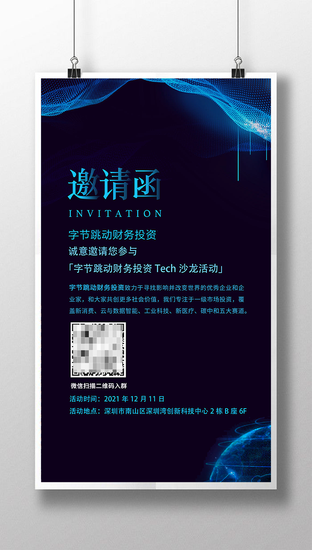 邀请函
INVITATION
字节跳动财务投资
诚意邀请您参与
「字节跳动财务投资 Tech 沙龙活动」
字节跳动财务投资致力于寻找影响并改变世界的优秀企业和企
业家，和大家共创更多社会价值，我们专注于一级市场投资，覆
盖新消费、云与数据智能、工业科技、新医疗、碳中和五大赛道。
微信扫描二维码入群
活动时间：2021 年 12 月 11 日
活动地点：深圳市南山区深圳湾创新科技中心 2 栋 B 座 6F